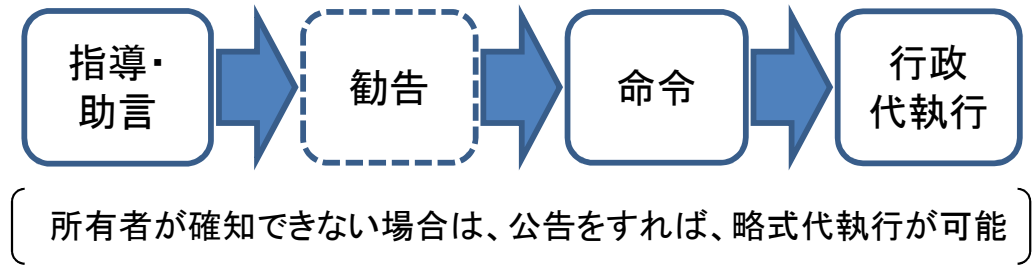 指導・
助言
勧告
命令
行政
代執行
所有者が確知できない場合は、公告をすれば、略式代執行が可能